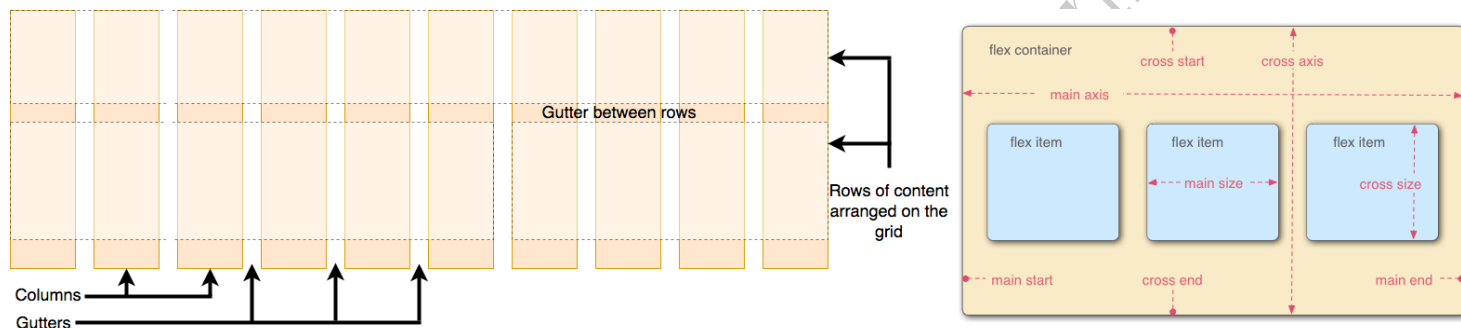 Gutter between rows
Rows of content
arranged on the
grid
Columns
Gutters
flex container
cross start
cross axis
main axis
flex item
flex item
flex item
main size
cross size
main start
cross end
main end